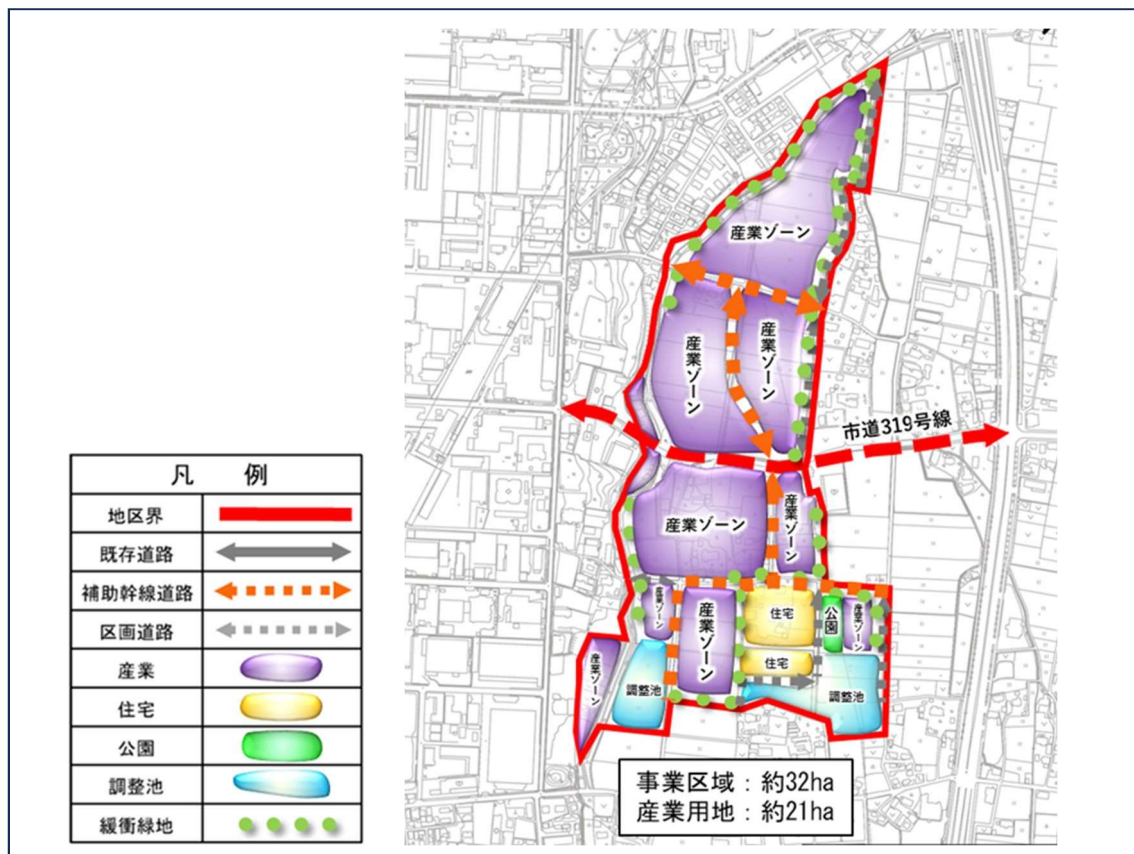 産業ゾーン
産業ゾーン
産業ゾーン
市道319号線
産業ゾーン
産業ゾーン
産業ゾーン
産業ゾーン
住宅
公園
産業ゾーン
住宅
産業ゾーン
調整池
調整池
凡 例
地区界
既存道路
補助幹線道路
区画道路
産業
住宅
公園
調整池
緩衝緑地
事業区域：約32ha
産業用地：約21ha